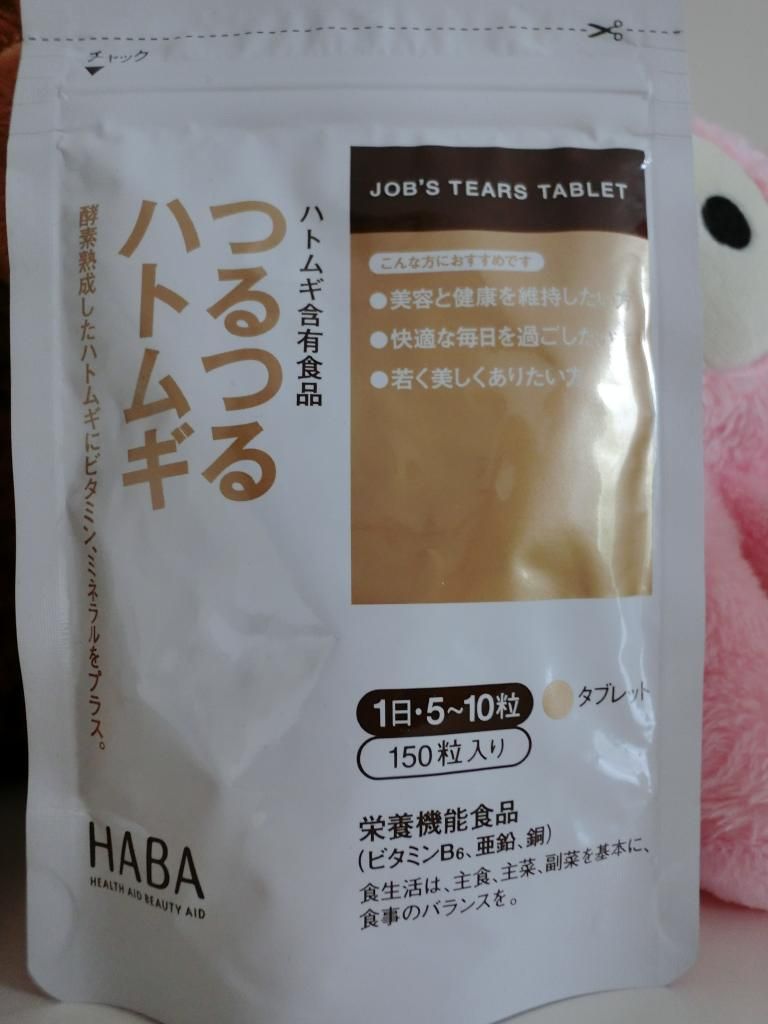 チャック
JOB'S TEARS TABLET
ハトムギ含有食品
つるつる
ハトムギ
酵素熟成したハトムギにビタミン、ミネラルをプラス。
こんな方におすすめです
●美容と健康を維持したい方
●快適な毎日を過ごしたい
●若く美しくありたい方
1日・5~10粒
タブレット
150粒入り
栄養機能食品
(ビタミンB₆、亜鉛、銅)
食生活は、主食、主菜、副菜を基本に、
食事のバランスを。
HABA
HEALTH AID BEAUTY AID